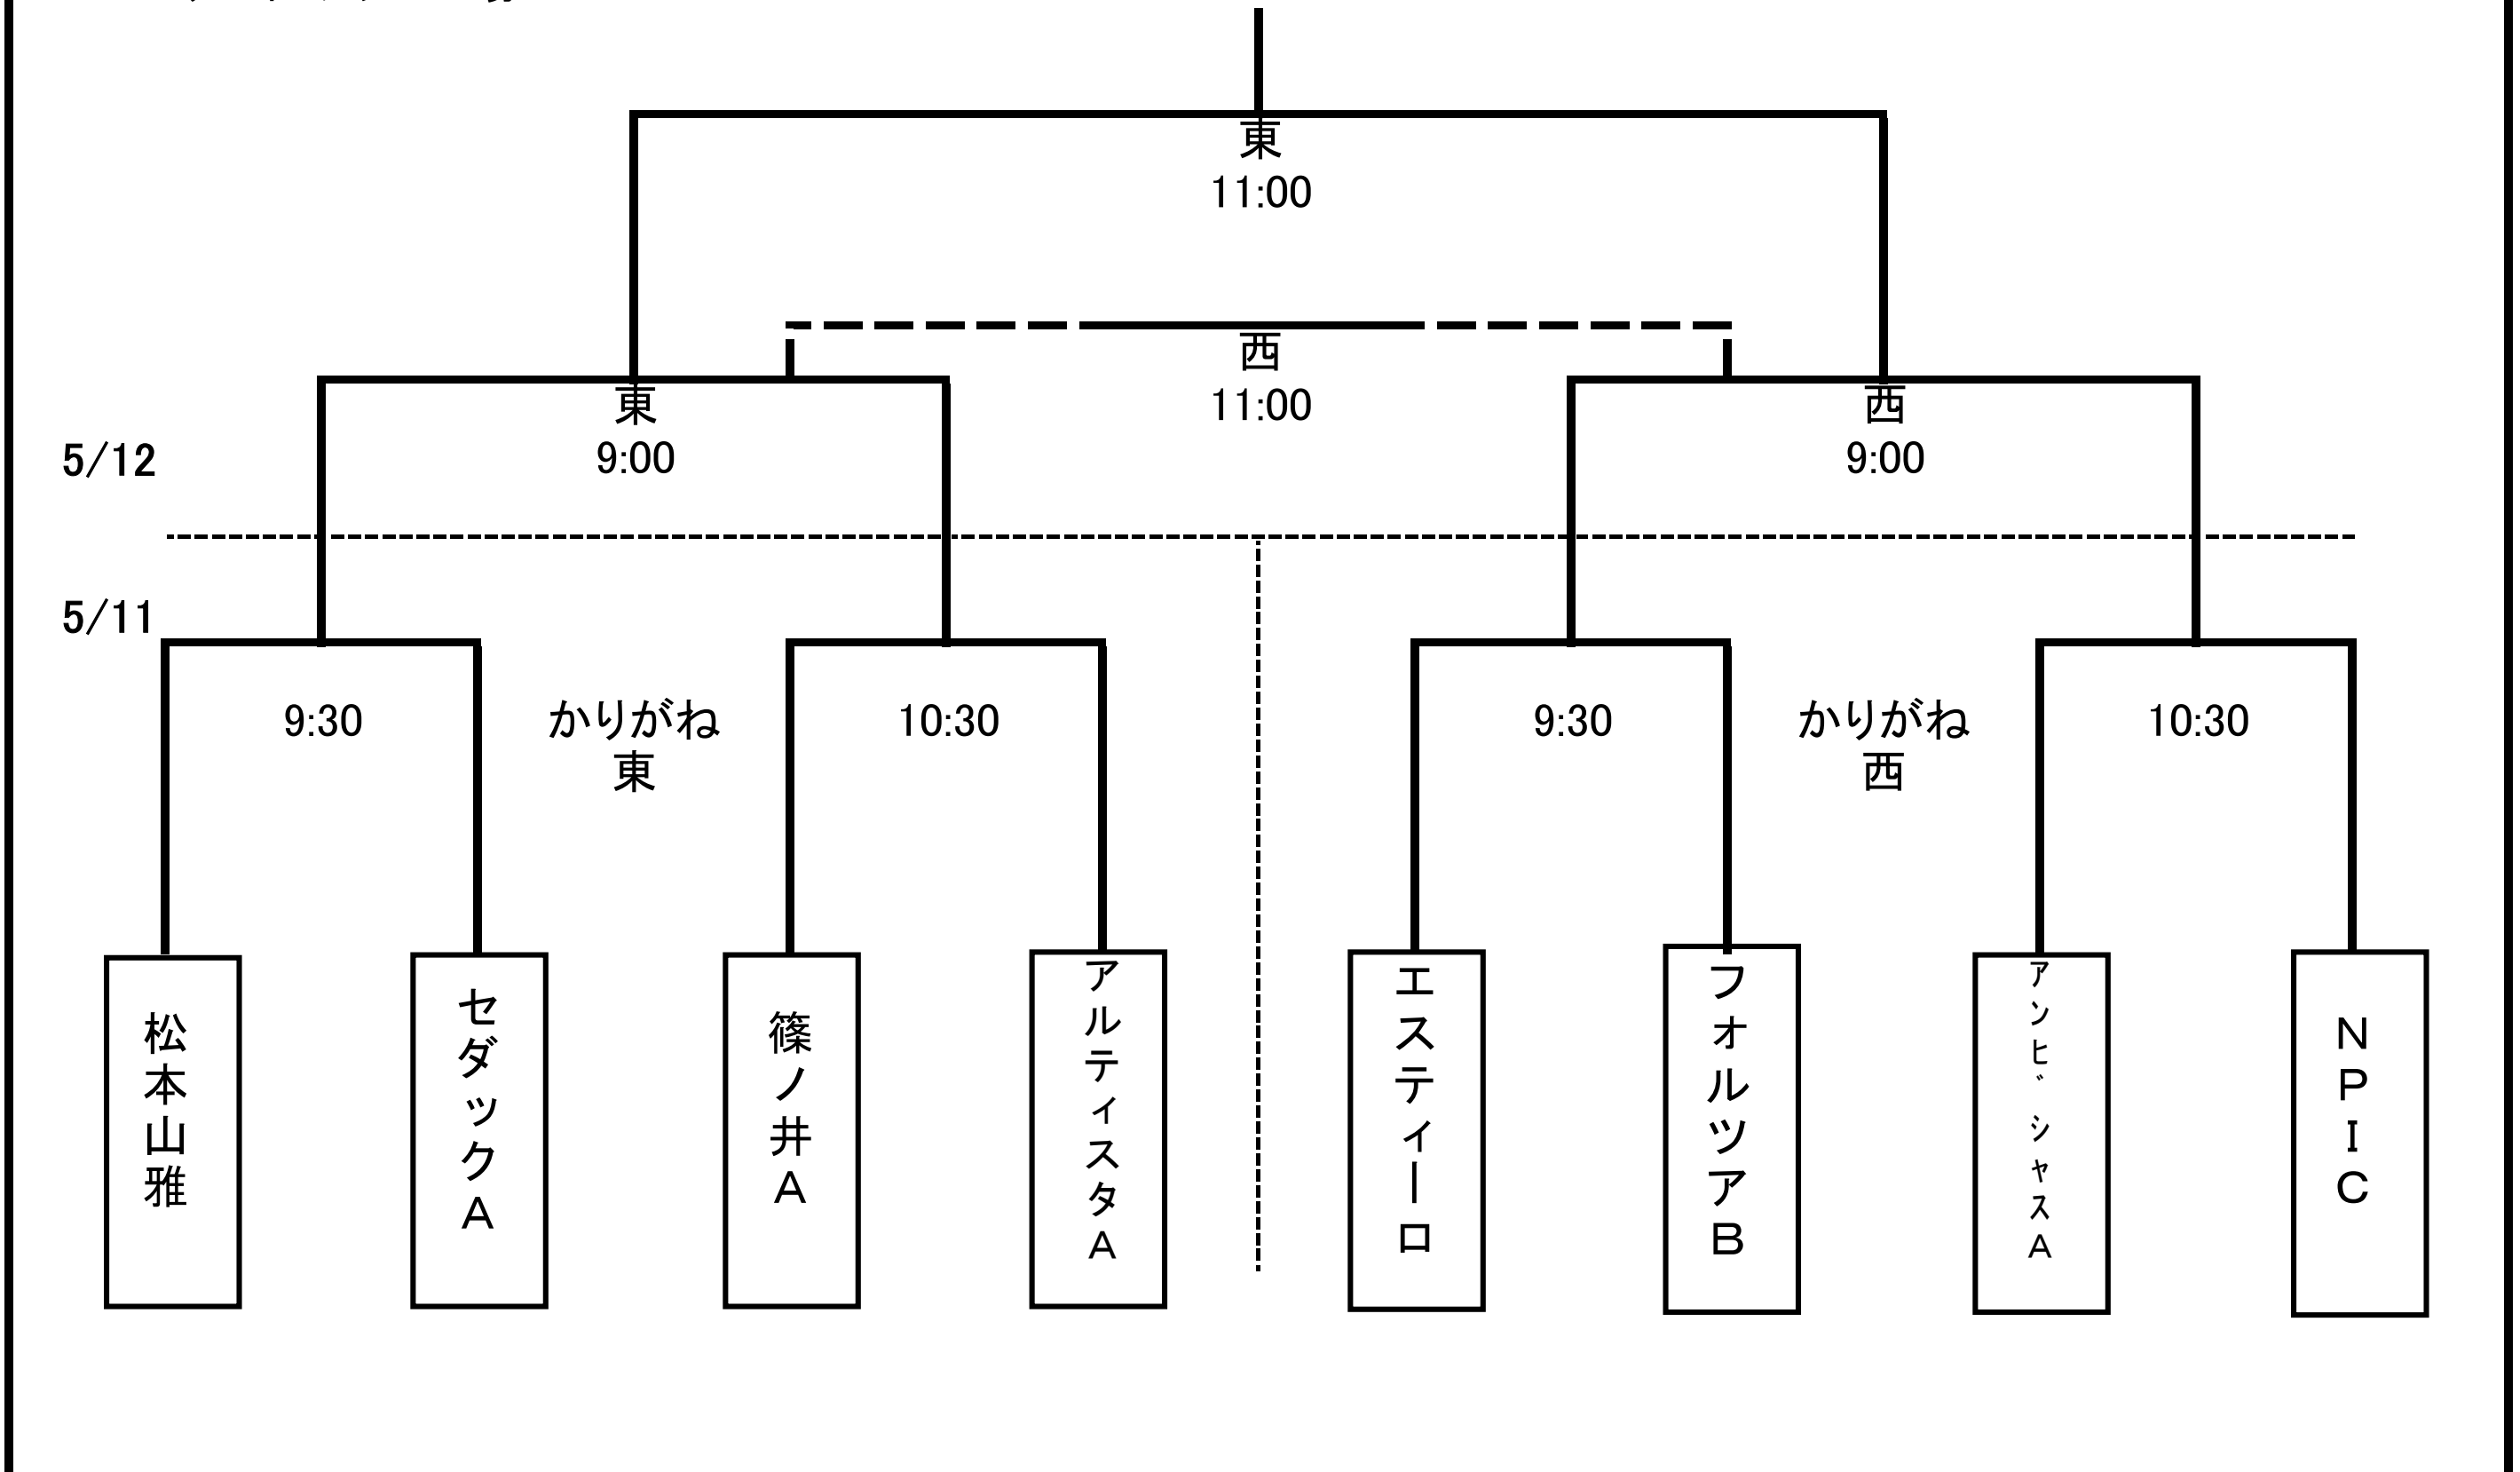 東
11:00
西
11:00
東
9:00
西
9:00
5/12
5/11
9:30
かりがね
東
10:30
9:30
かりがね
西
10:30
松本山雅
セダックＡ
篠ノ井Ａ
アルティスタＡ
エスティーロ
フォルツアＢ
ｱﾝﾋﾞｼｬｽＡ
ＮＰＩＣ